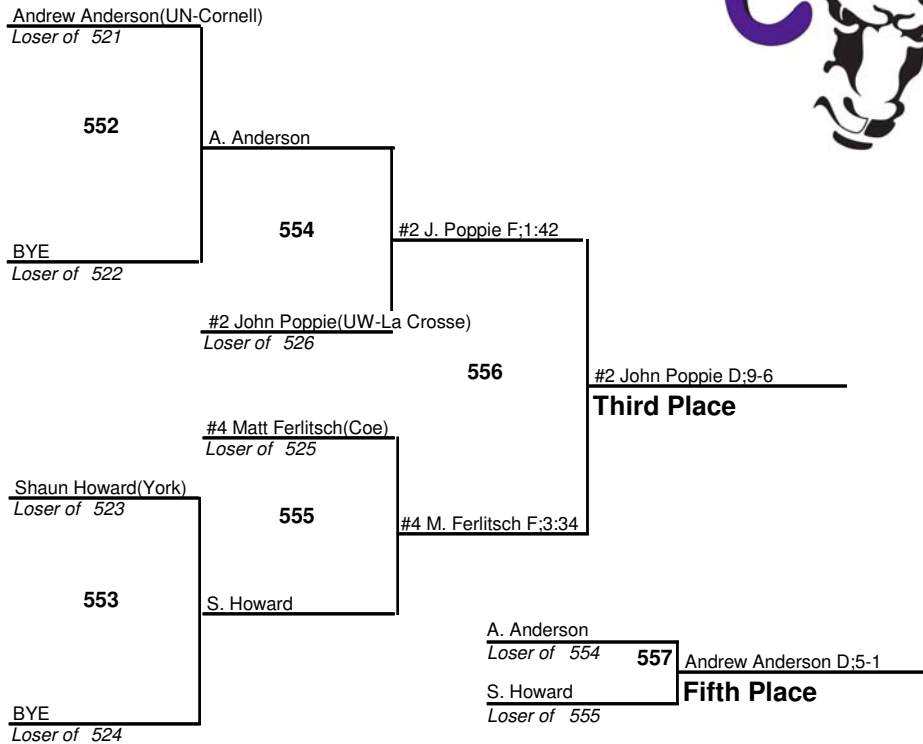 Andrew Anderson(UN-Cornell)
Loser of 521
552
A. Anderson
554
#2 J. Poppie F;1:42
BYE
Loser of 522
#2 John Poppie(UW-La Crosse)
Loser of 526
556
#2 John Poppie D;9-6
Third Place
#4 Matt Ferlitsch(Coe)
Loser of 525
Shaun Howard(York)
Loser of 523
555
#4 M. Ferlitsch F;3:34
553
S. Howard
A. Anderson
Loser of 554
557
Andrew Anderson D;5-1
Fifth Place
S. Howard
Loser of 555
BYE
Loser of 524